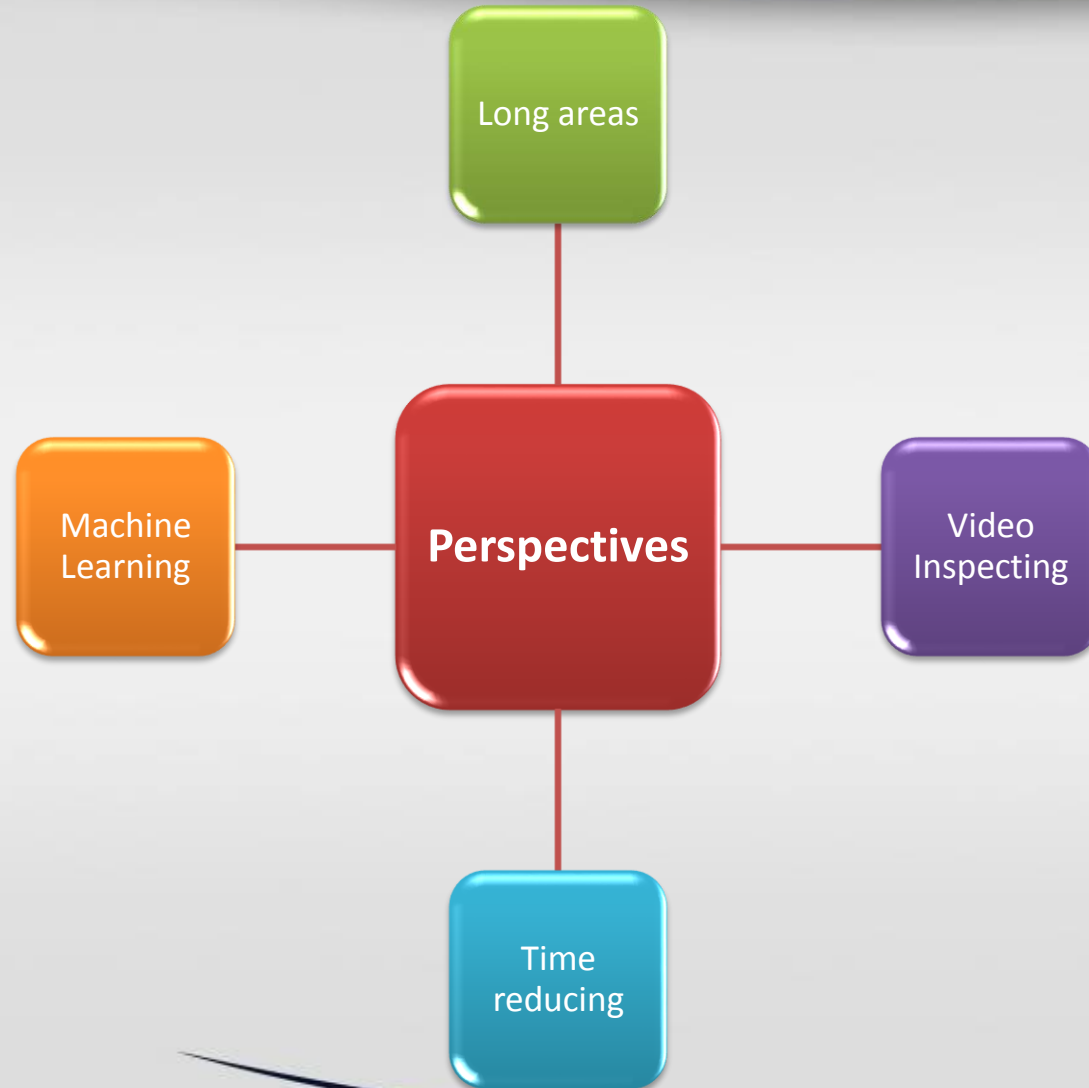 Long areas
Machine
Learning
Perspectives
Video
Inspecting
Time
reducing